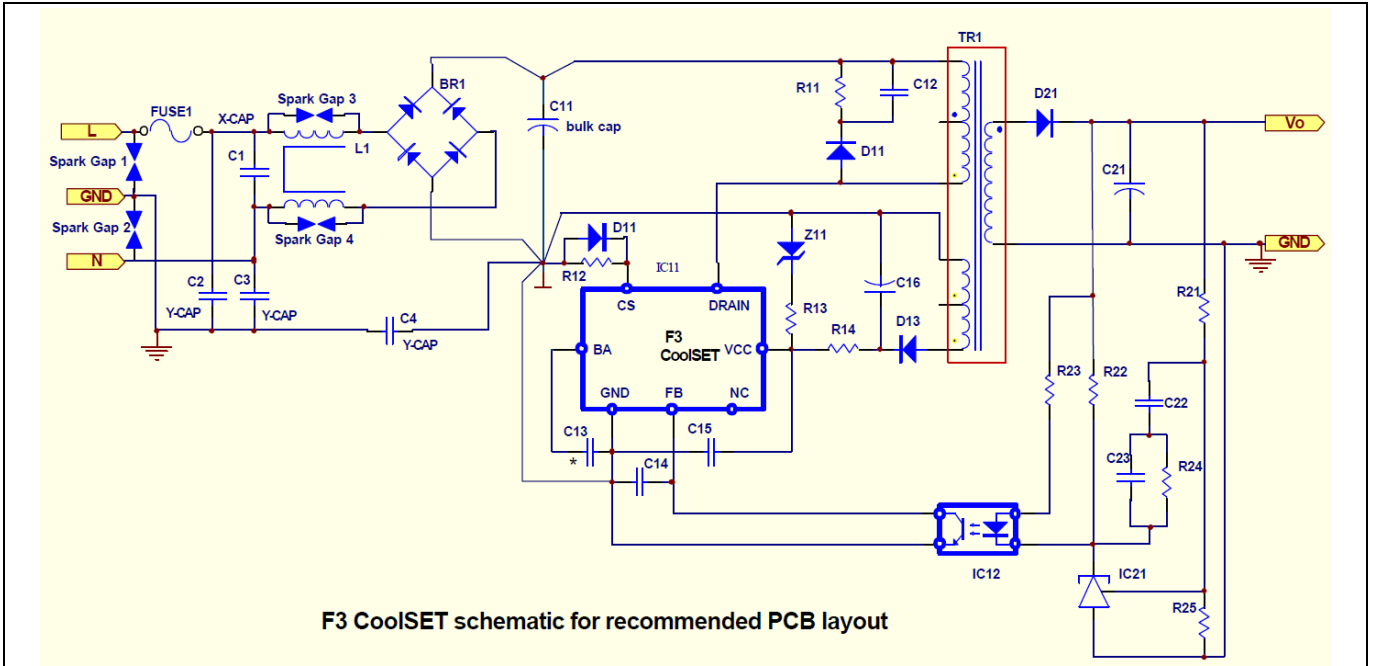 TR1
BR1
R11
C12
D21
FUSE1
X-CAP
Spark Gap 3
C11
bulk cap
L
Vo
Spark Gap 1
C1
L1
D11
C21
GND
Spark Gap 2
Spark Gap 4
D11
Z11
GND
N
R12
IC11
C2
C3
CS
DRAIN
C16
R21
Y-CAP
Y-CAP
C4
Y-CAP
F3
CoolSET
R13
R14
D13
BA
VCC
R23
R22
GND
FB
NC
C22
C13
*
C15
C14
C23
R24
IC12
IC21
R25
F3 CoolSET schematic for recommended PCB layout